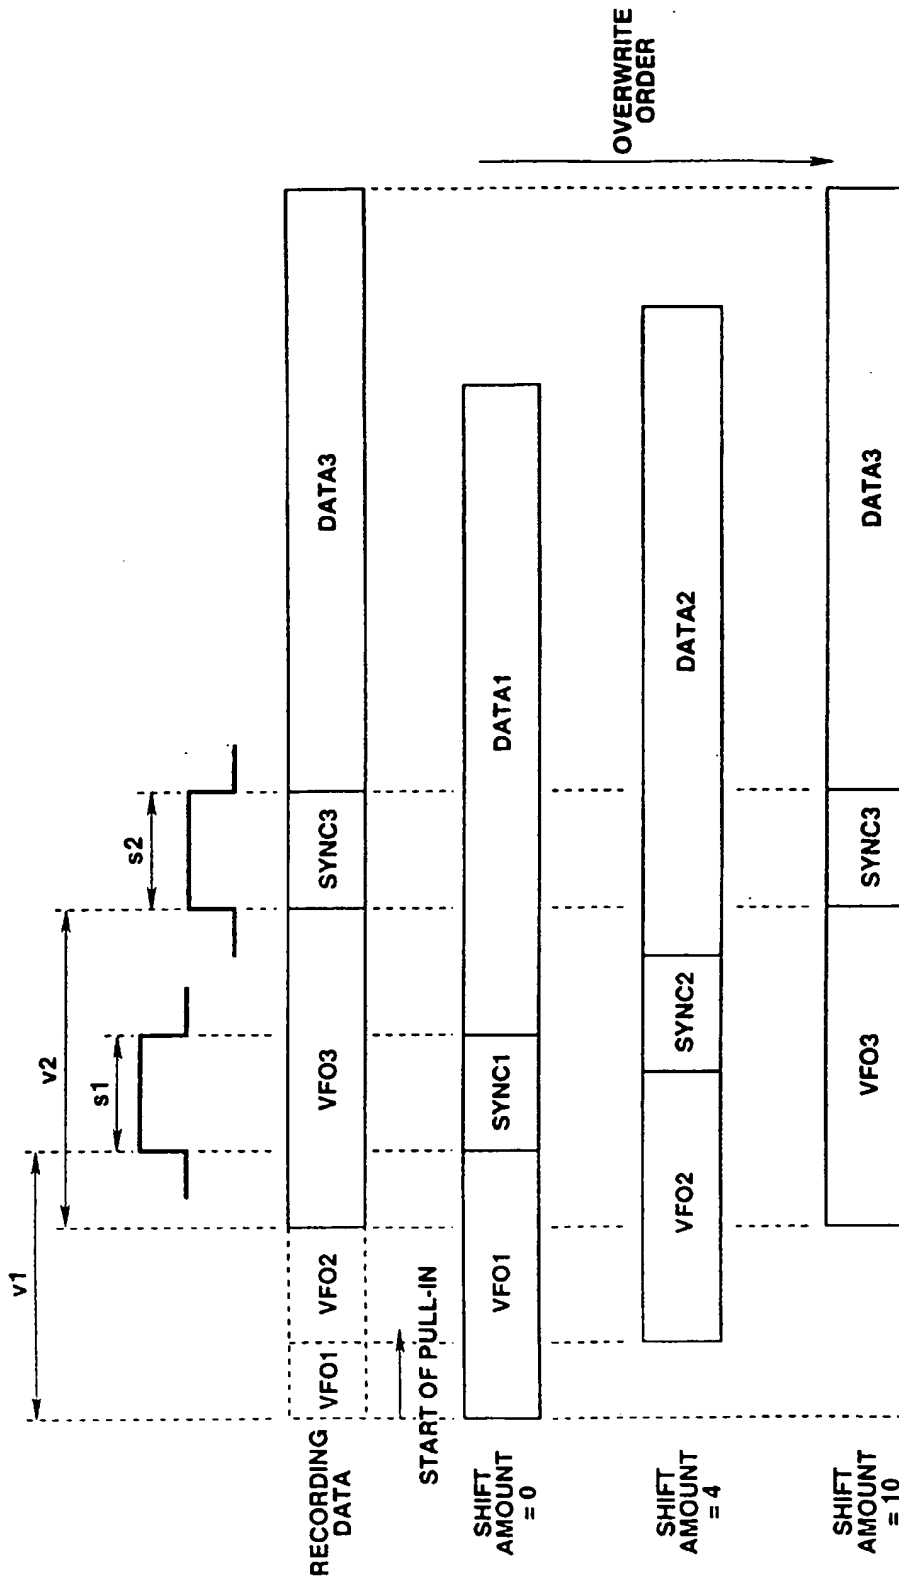 v1
v2
s1
s2
RECORDING
DATA
VFO1
VFO2
VFO3
SYNC3
DATA3
START OF PULL-IN
SHIFT
AMOUNT
= 0
VFO1
SYNC1
DATA1
SHIFT
AMOUNT
= 4
VFO2
SYNC2
DATA2
SHIFT
AMOUNT
= 10
VFO3
SYNC3
DATA3
OVERWRITE
ORDER